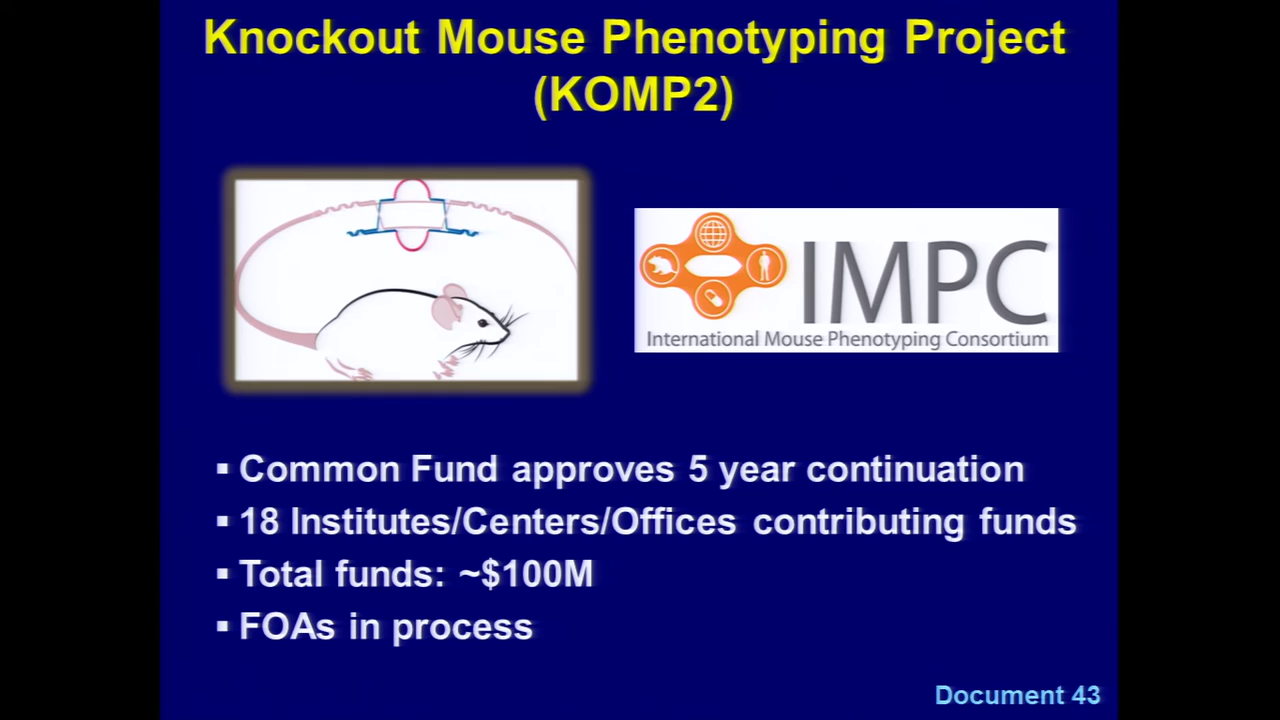 Knockout Mouse Phenotyping Project
(KOMP2)
IMPC
International Mouse Phenotyping Consortium
▪ Common Fund approves 5 year continuation
▪ 18 Institutes/Centers/Offices contributing funds
▪ Total funds: ~$100M
▪ FOAs in process
Document 43